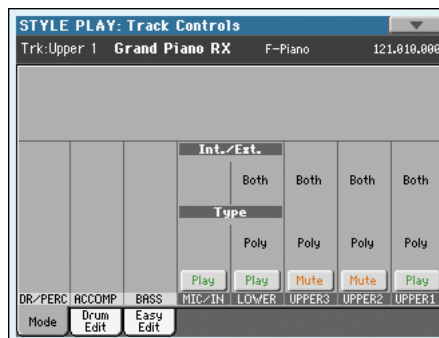 STYLE PLAY: Track Controls
Trk:Upper 1 Grand Piano RX F-Piano 121.010.000
Int./Ext.
Both Both Both Both
Type
Poly Poly Poly Poly
Play Play Mute Mute Play
DR/PERC ACCOMP BASS MIC/IN LOWER UPPER3 UPPER2 UPPER1
Mode Drum Edit Easy Edit